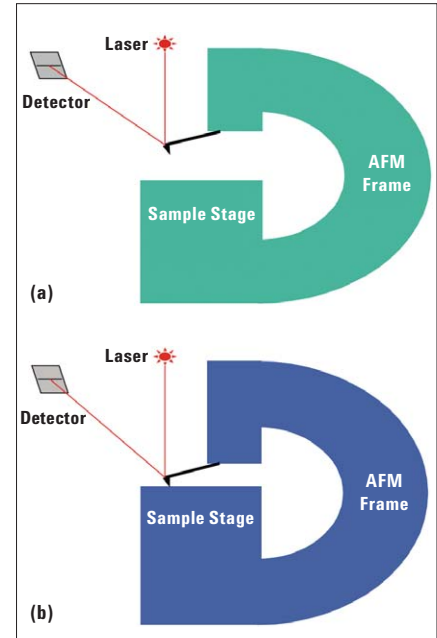 Laser
Detector
AFM
Frame
Sample Stage
(a)
Laser
Detector
AFM
Frame
Sample Stage
(b)